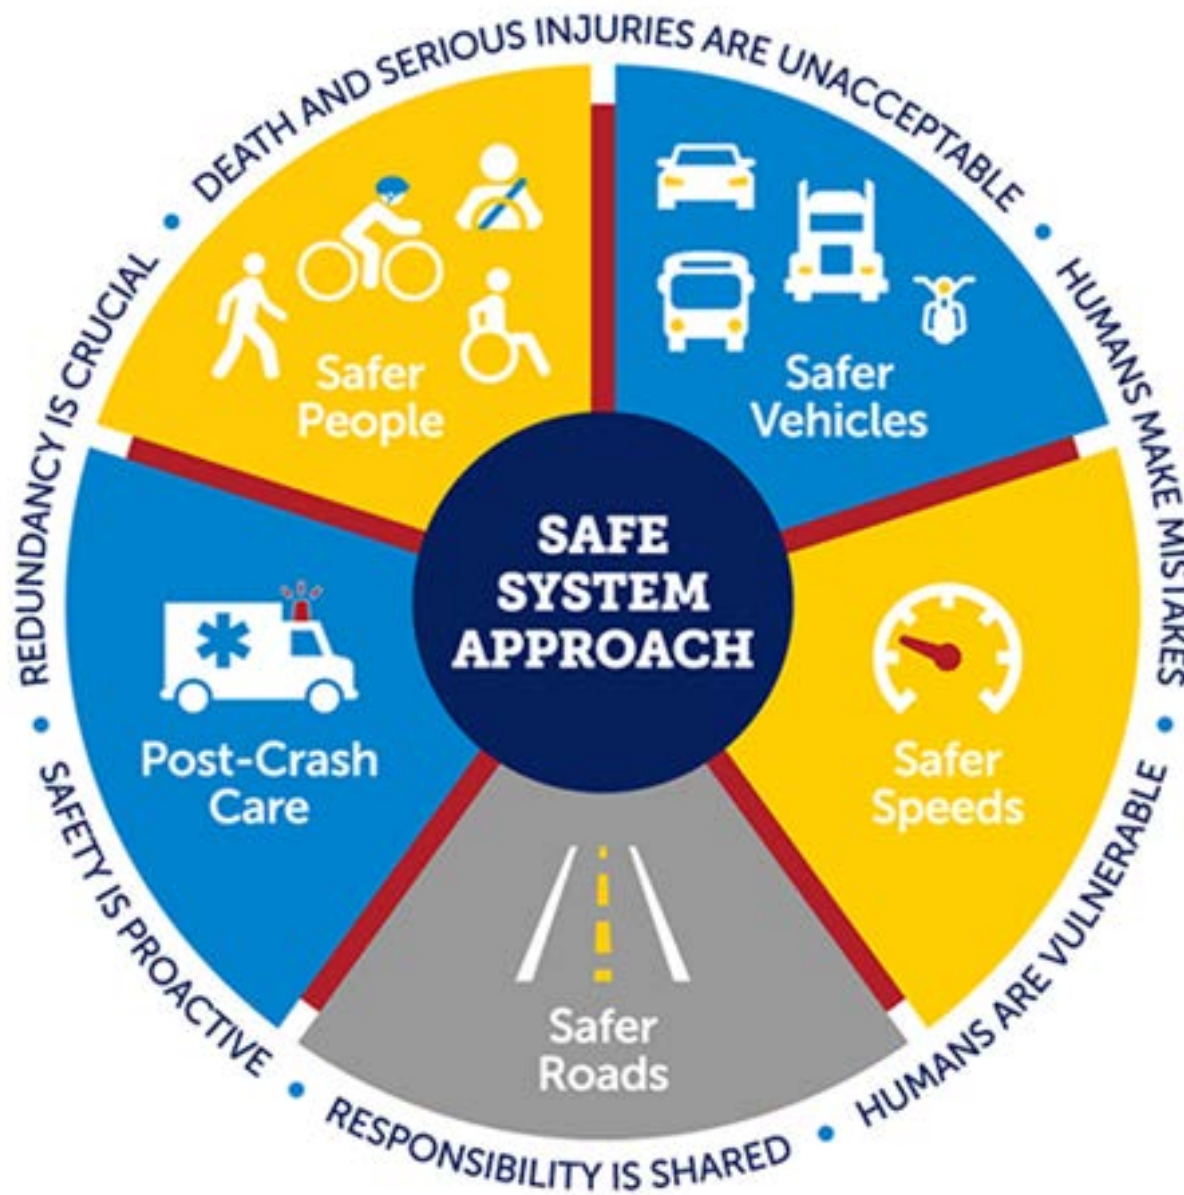 DEATH AND SERIOUS INJURIES ARE UNACCEPTABLE
HUMANS MAKE MISTAKES
HUMANS ARE VULNERABLE
RESPONSIBILITY IS SHARED
SAFETY IS PROACTIVE
REDUNDANCY IS CRUCIAL
Safer
People
Safer
Vehicles
SAFE
SYSTEM
APPROACH
Post-Crash
Care
Safer
Speeds
Safer
Roads